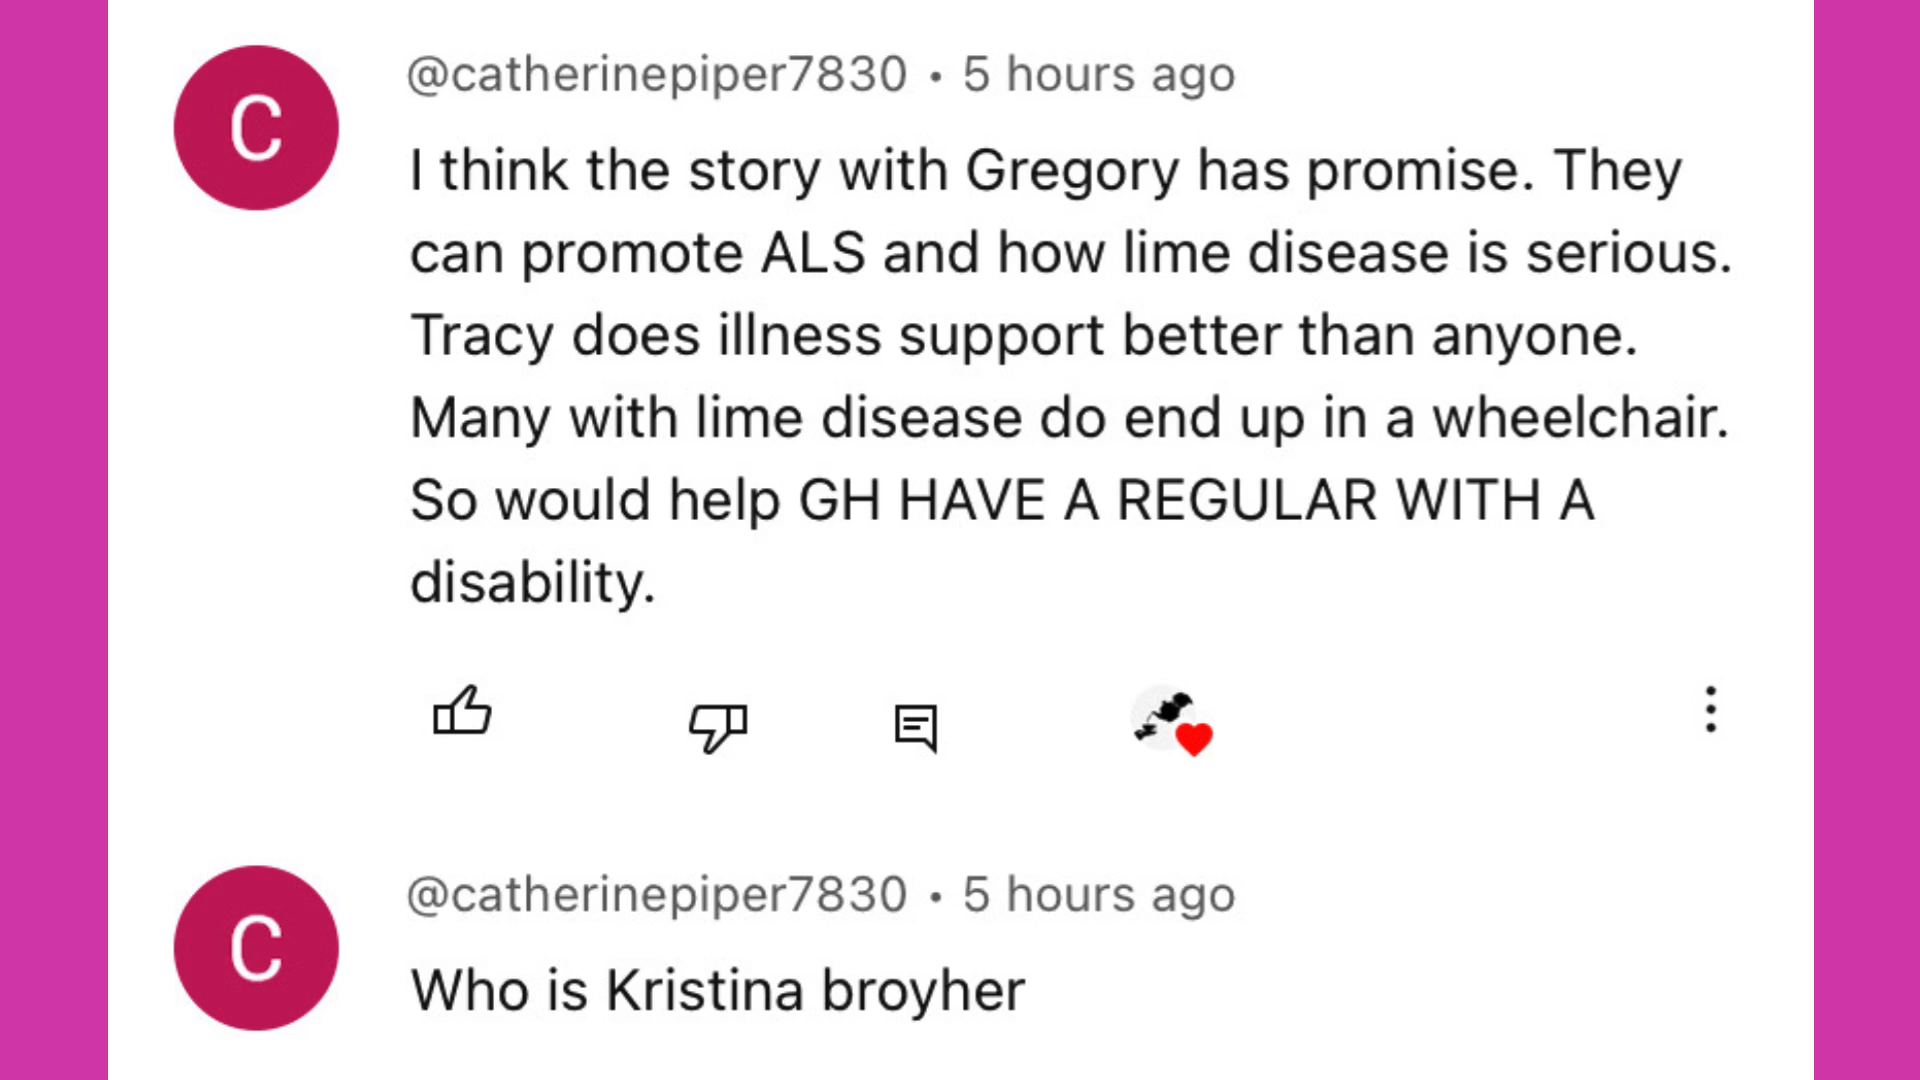 C
@catherinepiper7830 • 5 hours ago
I think the story with Gregory has promise. They
can promote ALS and how lime disease is serious.
Tracy does illness support better than anyone.
Many with lime disease do end up in a wheelchair.
So would help GH HAVE A REGULAR WITH A
disability.
C
@catherinepiper7830 • 5 hours ago
Who is Kristina broyher